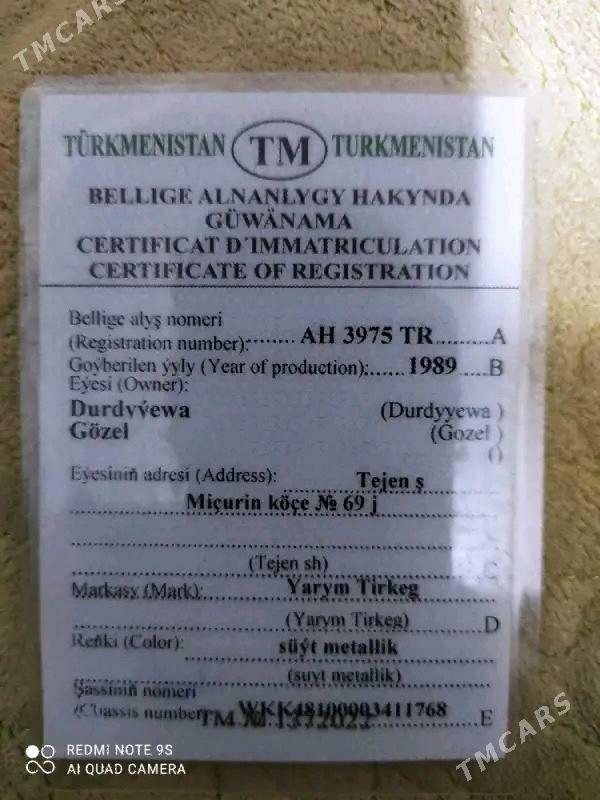 TMCARS
TÜRKMENISTAN TM TURKMENISTAN
BELLIGE ALNANLYGY HAKYNDA
GÜWÄNAMA
CERTIFICAT D´IMMATRICULATION
CERTIFICATE OF REGISTRATION
Bellige alyş nomeri
(Registration number):........ AH 3975 TR.........A
Goýberilen ýyly (Year of production):...... 1989 .....B
Eýesi (Owner):
Durdyýewa (Durdyyewa )
Gözel (Gozel )
()
Eýesiniň adresi (Address): Tejen ş
Miçurin köçe № 69 j
(Tejen sh) C
Markasy (Mark): Yarym Tirkeg
(Yarym Tirkeg) D
Reňki (Color): süýt metallik
(suyt metallik)
Şassiniň nomeri
(Chassis number): WKK48100003411768 E
TM M
REDMI NOTE 9S
AI QUAD CAMERA
TMCARS